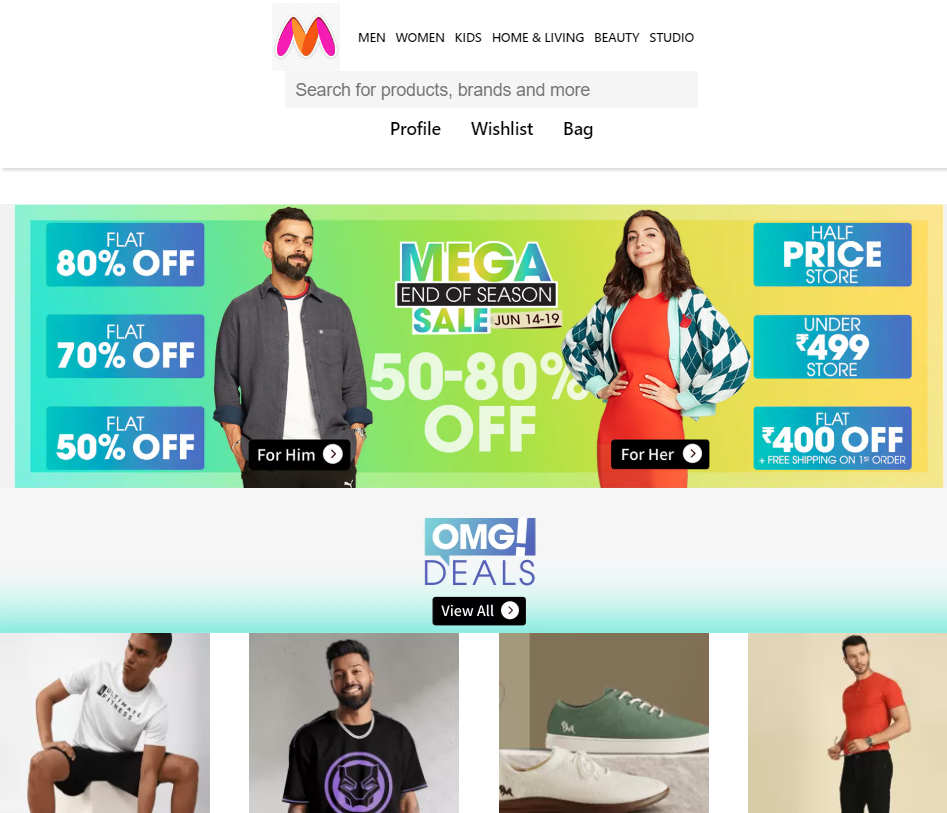 MEN WOMEN KIDS HOME & LIVING BEAUTY STUDIO
Search for products, brands and more
Profile Wishlist Bag
FLAT
80% OFF
FLAT
70% OFF
FLAT
50% OFF
For Him
MEGA
END OF SEASON
SALE JUN 14-19
50-80%
OFF
For Her
HALF
PRICE
STORE
UNDER
₹499
STORE
FLAT
₹400 OFF
+ FREE SHIPPING ON 1ST ORDER
OMG!
DEALS
View All
ULTIMATE
FITNESS